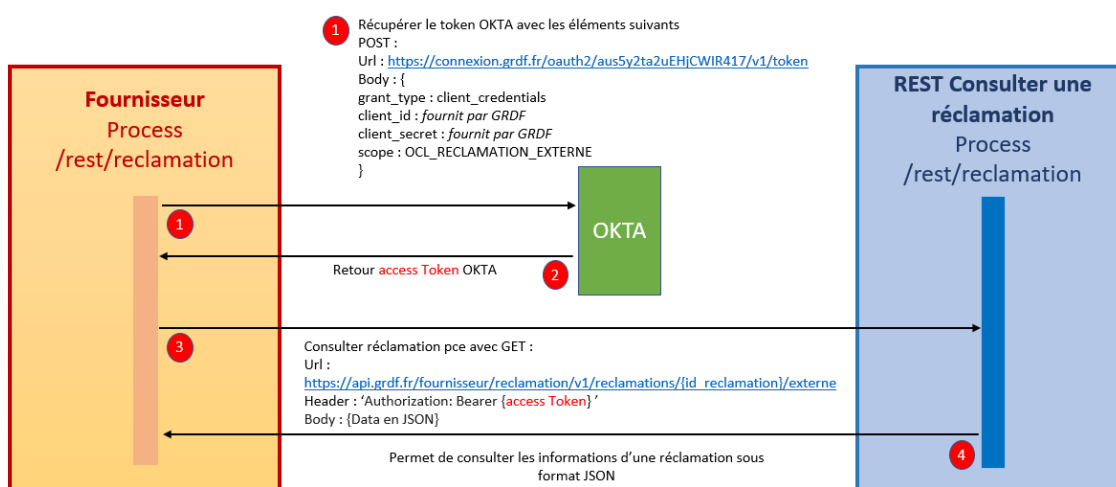 1 Récupérer le token OKTA avec les éléments suivants
POST :
Url : https://connexion.grdf.fr/oauth2/aus5y2ta2uEHjCWIR417/v1/token
Body : {
grant_type : client_credentials
client_id : fournit par GRDF
client_secret : fournit par GRDF
scope : OCL_RECLAMATION_EXTERNE
}
Fournisseur
Process
/rest/reclamation
REST Consulter une
réclamation
Process
/rest/reclamation
1
OKTA
2
Retour access Token OKTA
3
Consulter réclamation pce avec GET :
Url :
https://api.grdf.fr/fournisseur/reclamation/v1/reclamations/{id_reclamation}/externe
Header : ‘Authorization: Bearer {access Token} ’
Body : {Data en JSON}
4
Permet de consulter les informations d’une réclamation sous
format JSON